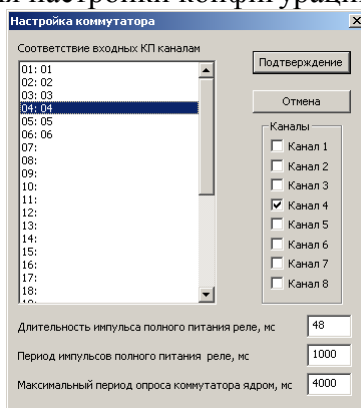 я настройки конфигураци
Настройка коммутатора
Соответствие входных КП каналам
01: 01
02: 02
03: 03
04: 04
05: 05
06: 06
07:
08:
09:
10:
11:
12:
13:
14:
15:
16:
17:
18:
Подтверждение
Отмена
Каналы
Канал 1
Канал 2
Канал 3
Канал 4
Канал 5
Канал 6
Канал 7
Канал 8
Длительность импульса полного питания реле, мс 48
Период импульсов полного питания реле, мс 1000
Максимальный период опроса коммутатора ядром, мс 4000